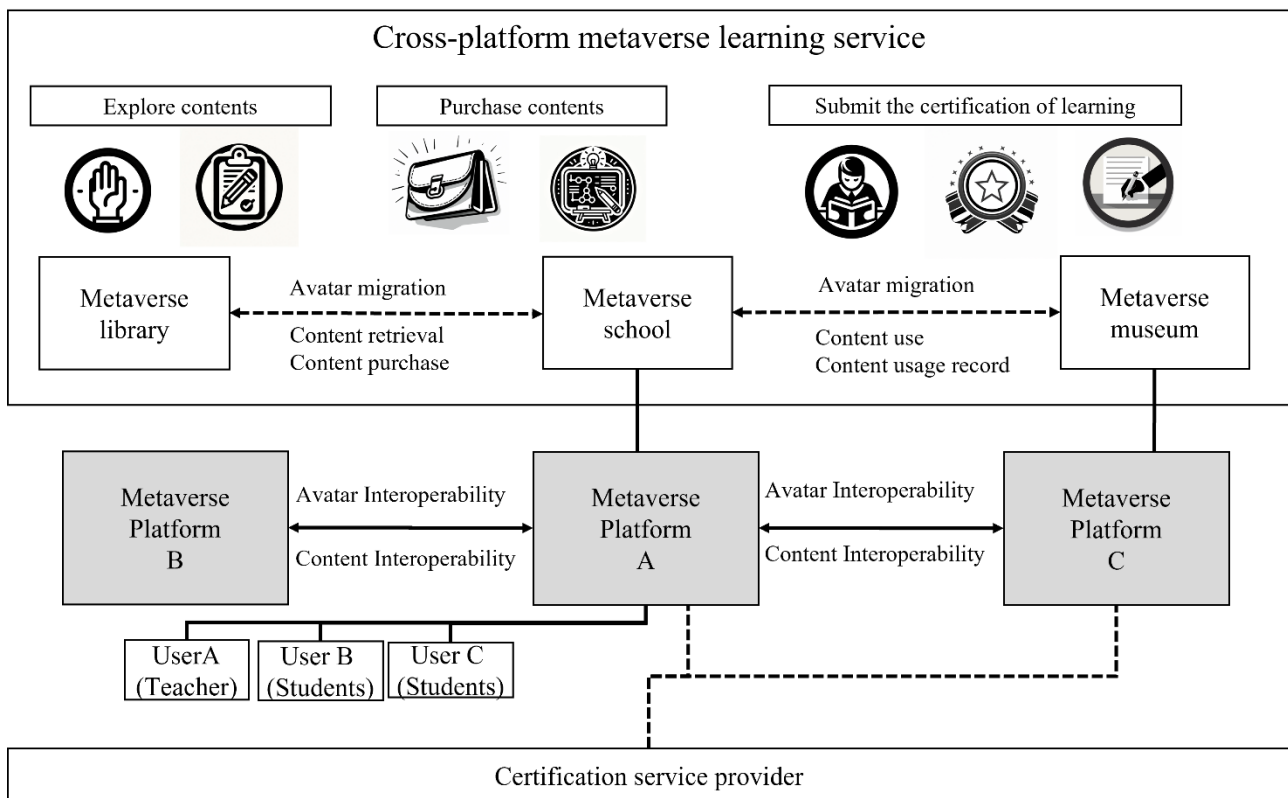 Cross-platform metaverse learning service
Explore contents
Purchase contents
Submit the certification of learning
Metaverse
library
Avatar migration
Content retrieval
Content purchase
Metaverse
school
Avatar migration
Content use
Content usage record
Metaverse
museum
Metaverse
Platform
B
Avatar Interoperability
Content Interoperability
Metaverse
Platform
A
Avatar Interoperability
Content Interoperability
Metaverse
Platform
C
UserA
(Teacher)
User B
(Students)
User C
(Students)
Certification service provider